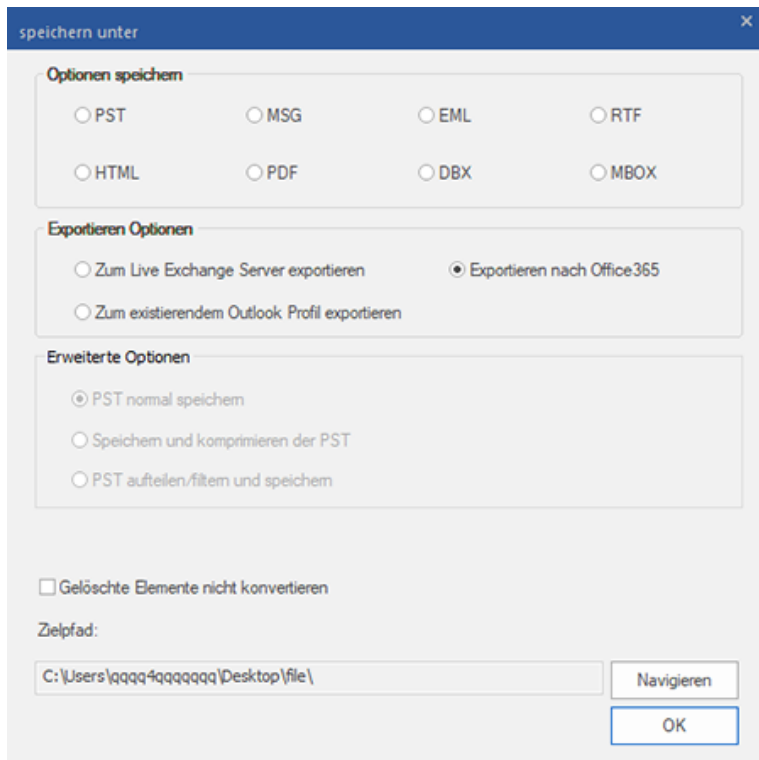 speichern unter
Optionen speichern
PST MSG EML RTF
HTML PDF DBX MBOX
Exportieren Optionen
Zum Live Exchange Server exportieren Exportieren nach Office365
Zum existierendem Outlook Profil exportieren
Erweiterte Optionen
PST normal speichern
Speichern und komprimieren der PST
PST aufteilen/filtern und speichern
Gelöschte Elemente nicht konvertieren
Zielpfad:
C:\Users\qqqq4qqqqqqq\Desktop\file\ Navigieren
OK